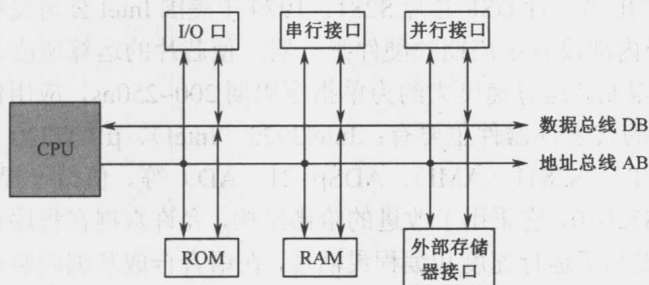 I/O 口
串行接口
并行接口
数据总线 DB
CPU
地址总线 AB
ROM
RAM
外部存储
器接口